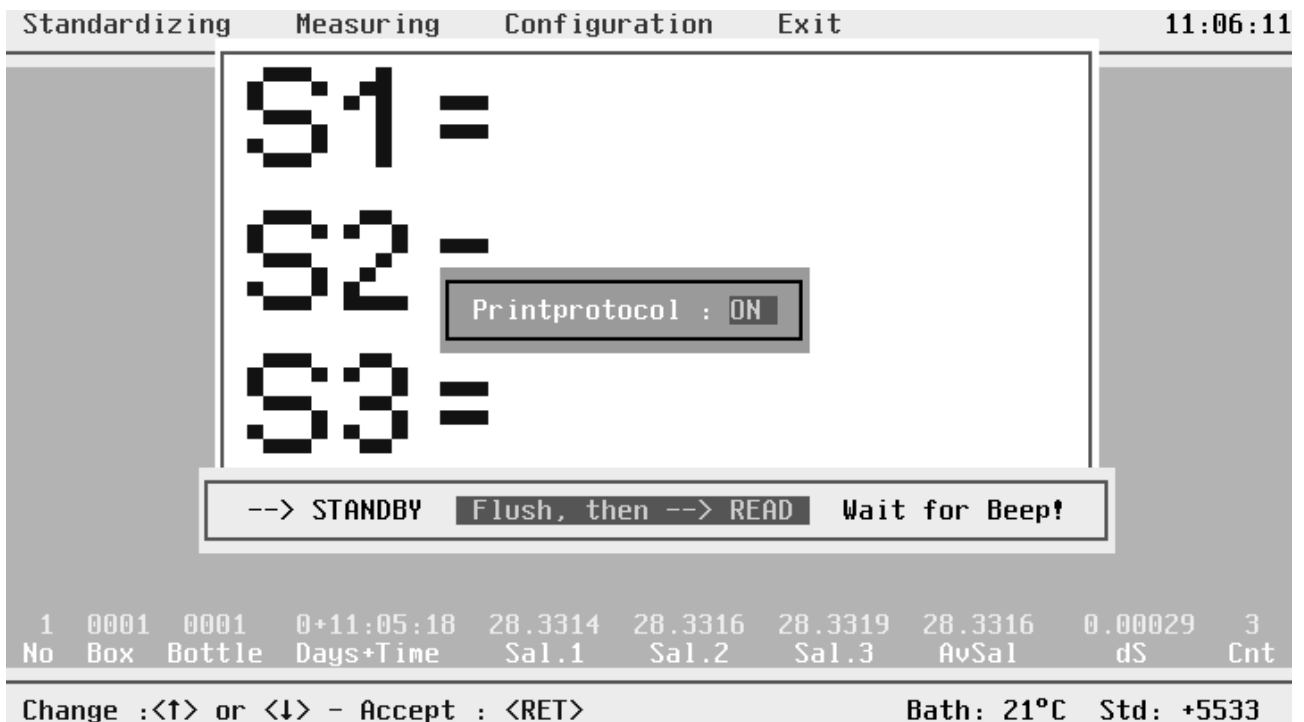 Standardizing Measuring Configuration Exit 11:06:11
S1 =
S2 -
Printprotocol : ON
S3 =
--> STANDBY Flush, then --> READ Wait for Beep!
1 0001 0001 0+11:05:18 28.3314 28.3316 28.3319 28.3316 0.00029 3
No Box Bottle Days+Time Sal.1 Sal.2 Sal.3 AvSal dS Cnt
Change :<↑> or <↓> - Accept : <RET> Bath: 21°C Std: +5533